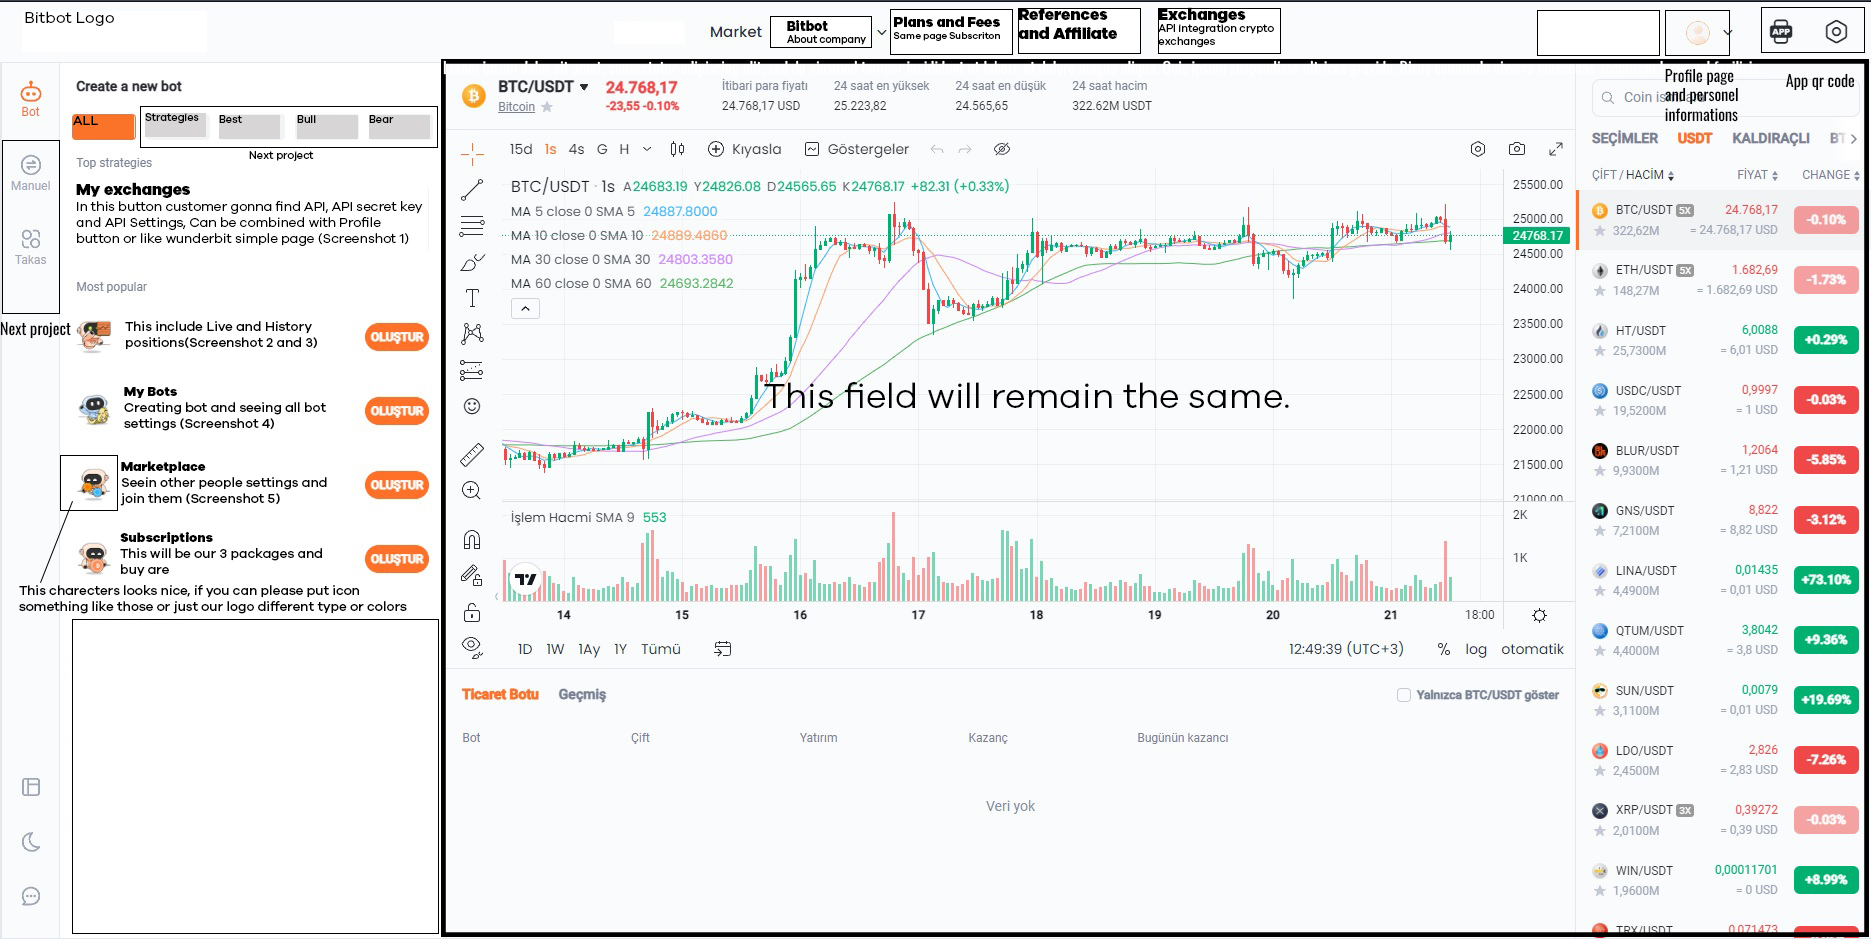 Bitbot Logo
Market
Bitbot
About company
Plans and Fees
Same page Subscriton
References
and Affiliate
Exchanges
API integration crypto
exchanges
APP
Bot
Manuel
Takas
Next project
Create a new bot
ALL
Strategies
Best
Bull
Bear
Next project
Top strategies
My exchanges
In this button customer gonna find API, API secret key
and API Settings, Can be combined with Profile
button or like wunderbit simple page (Screenshot 1)
Most popular
This include Live and History
positions(Screenshot 2 and 3)
OLUŞTUR
My Bots
Creating bot and seeing all bot
settings (Screenshot 4)
OLUŞTUR
Marketplace
Seein other people settings and
join them (Screenshot 5)
OLUŞTUR
Subscriptions
This will be our 3 packages and
buy are
OLUŞTUR
This charecters looks nice, if you can please put icon
something like those or just our logo different type or colors
BTC/USDT
Bitcoin
24.768,17
-23,55 -0.10%
İtibari para fiyatı
24.768,17 USD
24 saat en yüksek
25.223,82
24 saat en düşük
24.565,65
24 saat hacim
322.62M USDT
15d 1s 4s G H
Kıyasla
Göstergeler
BTC/USDT · 1s A24683.19 Y24826.08 D24565.65 K24768.17 +82.31 (+0.33%)
MA 5 close 0 SMA 5 24887.8000
MA 10 close 0 SMA 10 24889.4860
MA 30 close 0 SMA 30 24803.3580
MA 60 close 0 SMA 60 24693.2842
25500.00
25000.00
24768.17
24500.00
24000.00
23500.00
23000.00
22500.00
22000.00
21500.00
21000.00
This field will remain the same.
İşlem Hacmi SMA 9 553
2K
1K
14 15 16 17 18 19 20 21 18:00
1D 1W 1Ay 1Y Tümü
12:49:39 (UTC+3) % log otomatik
Ticaret Botu Geçmiş
Yalnızca BTC/USDT göster
Bot Çift Yatırım Kazanç Bugünün kazancı
Veri yok
Profile page
and personel
informations
App qr code
Coin is
SEÇİMLER USDT KALDIRAÇLI BT
ÇİFT / HACİM FİYAT CHANGE
BTC/USDT 5X 24.768,17 -0.10%
322,62M = 24.768,17 USD
ETH/USDT 5X 1.682,69 -1.73%
148,27M = 1.682,69 USD
HT/USDT 6,0088 +0.29%
25,7300M = 6,01 USD
USDC/USDT 0,9997 -0.03%
19,5200M = 1 USD
BLUR/USDT 1,2064 -5.85%
9,9300M = 1,21 USD
GNS/USDT 8,822 -3.12%
7,2100M = 8,82 USD
LINA/USDT 0,01435 +73.10%
4,4900M = 0,01 USD
QTUM/USDT 3,8042 +9.36%
4,4000M = 3,8 USD
SUN/USDT 0,0079 +19.69%
3,1100M = 0,01 USD
LDO/USDT 2,826 -7.26%
2,4500M = 2,83 USD
XRP/USDT 3X 0,39272 -0.03%
2,0100M = 0,39 USD
WIN/USDT 0,00011701 +8.99%
1,9600M = 0 USD
TRX/USDT 0,071473